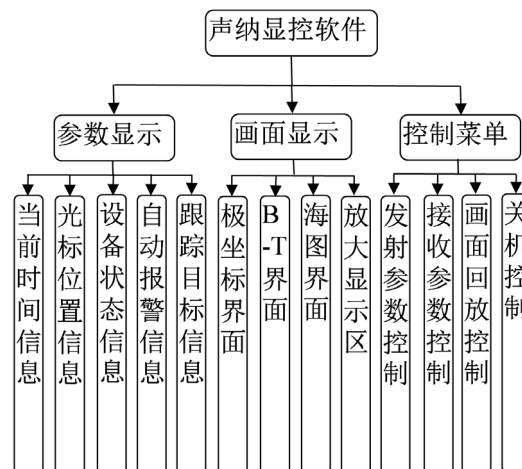 声纳显控软件
参数显示
画面显示
控制菜单
当前时间信息
光标位置信息
设备状态信息
自动报警信息
跟踪目标信息
极坐标界面
B-T界面
海图界面
放大显示区
发射参数控制
接收参数控制
画面回放控制
关机控制